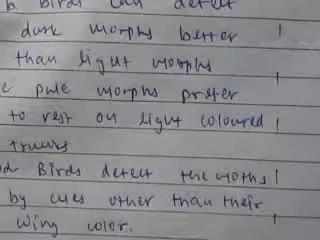 b. Birds can detect
dark morphs better
than light morphs
c pale morphs prefer
to rest on light coloured
trunks
d Birds detect the moths
by cues other than their
wing color.